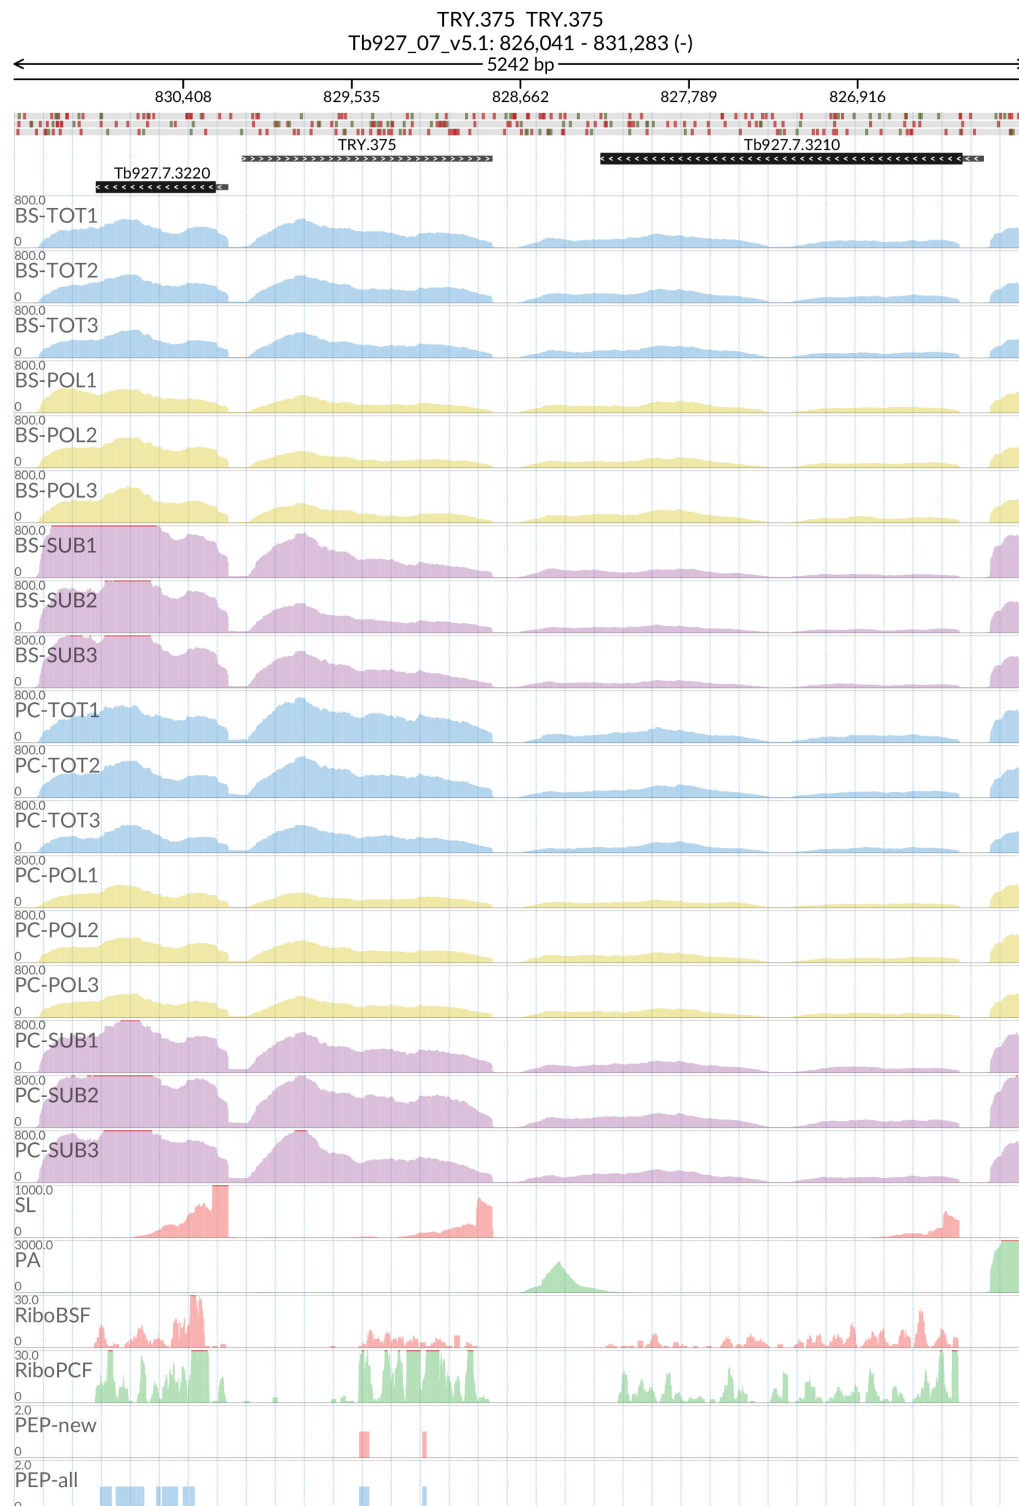 TRY.375 TRY.375
Tb927_07_v5.1: 826,041 - 831,283 (-)
5242 bp
830,408 829,535 828,662 827,789 826,916
TRY.375 Tb927.7.3210
Tb927.7.3220
800.0
BS-TOT1
0
800.0
BS-TOT2
0
800.0
BS-TOT3
0
800.0
BS-POL1
0
800.0
BS-POL2
0
800.0
BS-POL3
0
800.0
BS-SUB1
0
800.0
BS-SUB2
0
800.0
BS-SUB3
0
800.0
PC-TOT1
0
800.0
PC-TOT2
0
800.0
PC-TOT3
0
800.0
PC-POL1
0
800.0
PC-POL2
0
800.0
PC-POL3
0
800.0
PC-SUB1
0
800.0
PC-SUB2
0
800.0
PC-SUB3
0
1000.0
SL
0
3000.0
PA
0
30.0
RiboBSF
0
30.0
RiboPCF
0
2.0
PEP-new
0
2.0
PEP-all
0